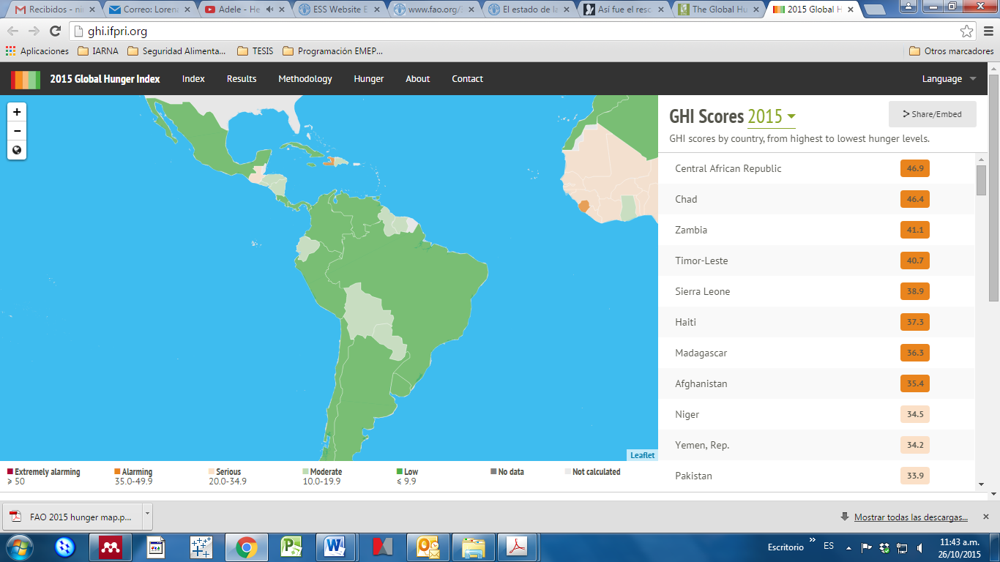 Recibidos - ni
Correo: Lorena
Adele - He
ESS Website E
www.fao.org/3
El estado de la
Así fue el resc
The Global Hu
2015 Global H
ghi.ifpri.org
Aplicaciones
IARNA
Seguridad Alimenta...
TESIS
Programación EMEP...
Otros marcadores
2015 Global Hunger Index
Index
Results
Methodology
Hunger
About
Contact
Language
+
−
GHI Scores 2015
Share/Embed
GHI scores by country, from highest to lowest hunger levels.
Central African Republic 46.9
Chad 46.4
Zambia 41.1
Timor-Leste 40.7
Sierra Leone 38.9
Haiti 37.3
Madagascar 36.3
Afghanistan 35.4
Niger 34.5
Yemen, Rep. 34.2
Pakistan 33.9
Leaflet
Extremely alarming
⩾ 50
Alarming
35.0-49.9
Serious
20.0-34.9
Moderate
10.0-19.9
Low
≤ 9.9
No data
Not calculated
FAO 2015 hunger map.p...
Mostrar todas las descargas...
Escritorio
ES
11:43 a.m.
26/10/2015